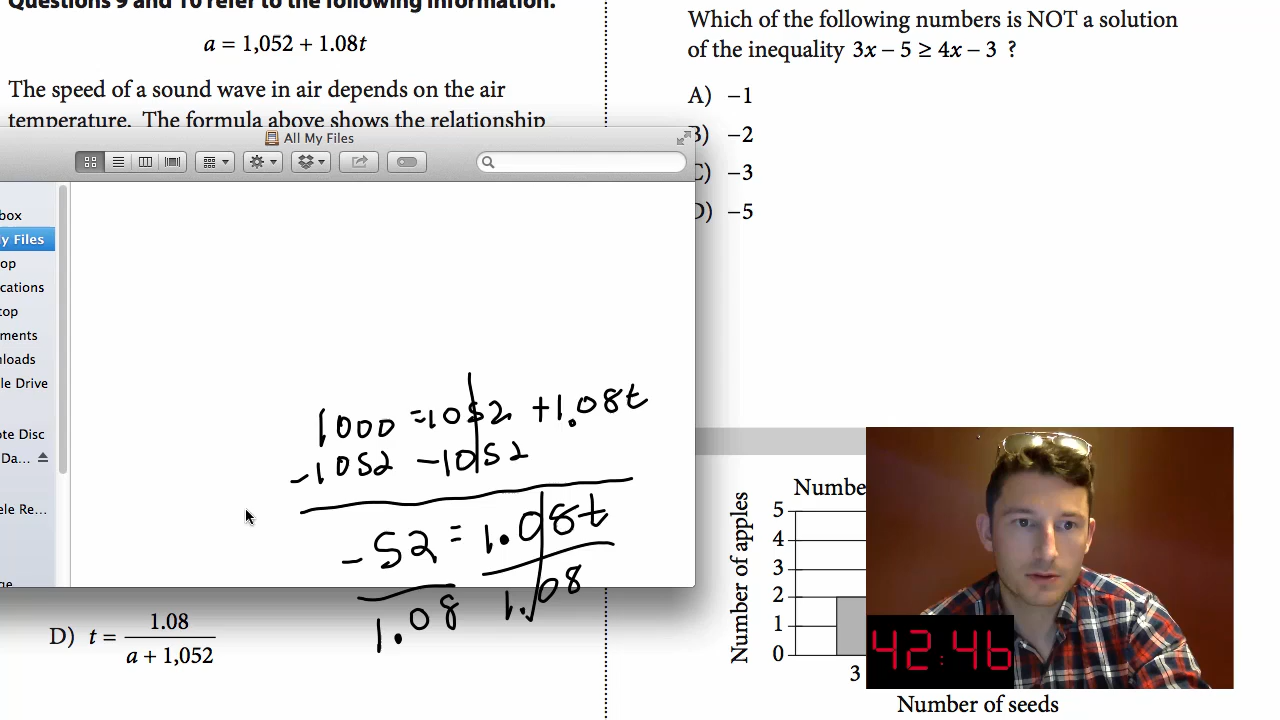 Questions 9 and 10 refer to the following information.
a = 1,052 + 1.08t
The speed of a sound wave in air depends on the air
temperature. The formula above shows the relationship
All My Files
box
y Files
op
cations
top
ments
nloads
le Drive
ote Disc
Da...
ele Re...
1000 = 1052 + 1.08t
-1052 -1052
-52 = 1.08t
1.08 1.08
D) t = 1.08
a + 1,052
Which of the following numbers is NOT a solution
of the inequality 3x − 5 ≥ 4x − 3 ?
A) −1
B) −2
C) −3
D) −5
Numbe
Number of apples
5
4
3
2
1
0
3
Number of seeds
42:46